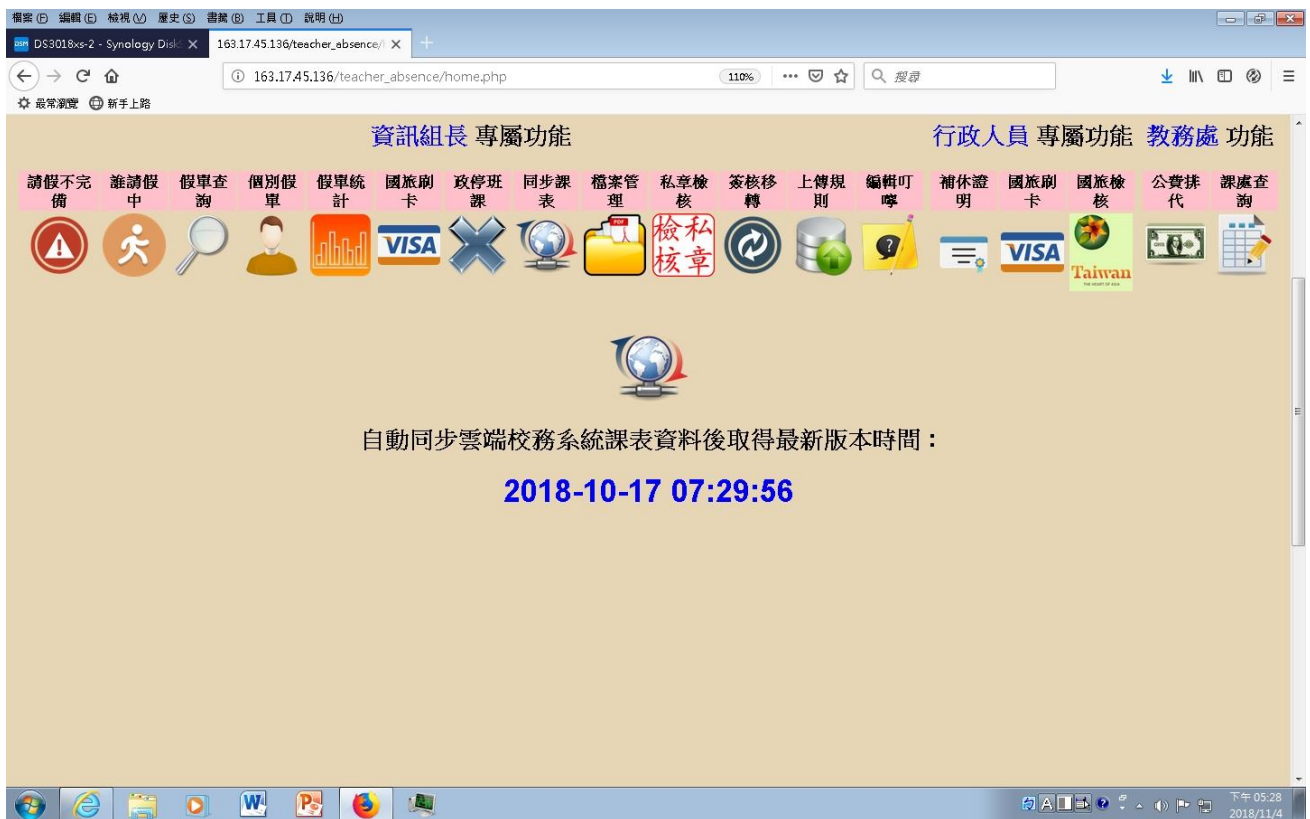 檔案(F) 編輯(E) 檢視(V) 歷史(S) 書籤(B) 工具(T) 說明(H)
DS3018xs-2 - Synology Disk
163.17.45.136/teacher_absence/
163.17.45.136/teacher_absence/home.php
110%
搜尋
最常瀏覽 新手上路
資訊組長 專屬功能
行政人員 專屬功能 教務處 功能
請假不完備
誰請假中
假單查詢
個別假單
假單統計
國旅刷卡
政停班課
同步課表
檔案管理
私章檢核
簽核移轉
上傳規則
編輯叮嚀
補休證明
國旅刷卡
國旅檢核
公費排代
課處查詢
VISA
PDF
檢私
核章
VISA
Taiwan
THE HEART OF ASIA
自動同步雲端校務系統課表資料後取得最新版本時間：
2018-10-17 07:29:56
下午 05:28
2018/11/4